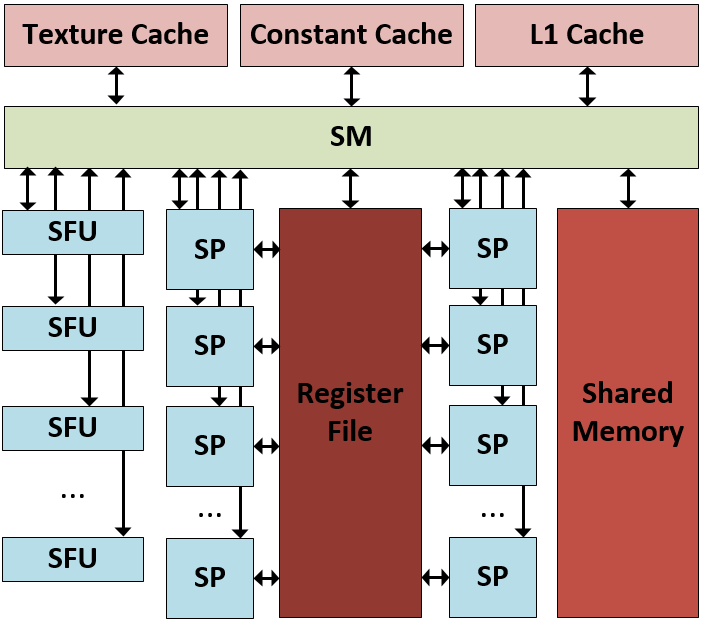 Texture Cache
Constant Cache
L1 Cache
SM
SFU
SFU
SFU
...
SFU
SP
SP
SP
...
SP
Register
File
SP
SP
SP
...
SP
Shared
Memory